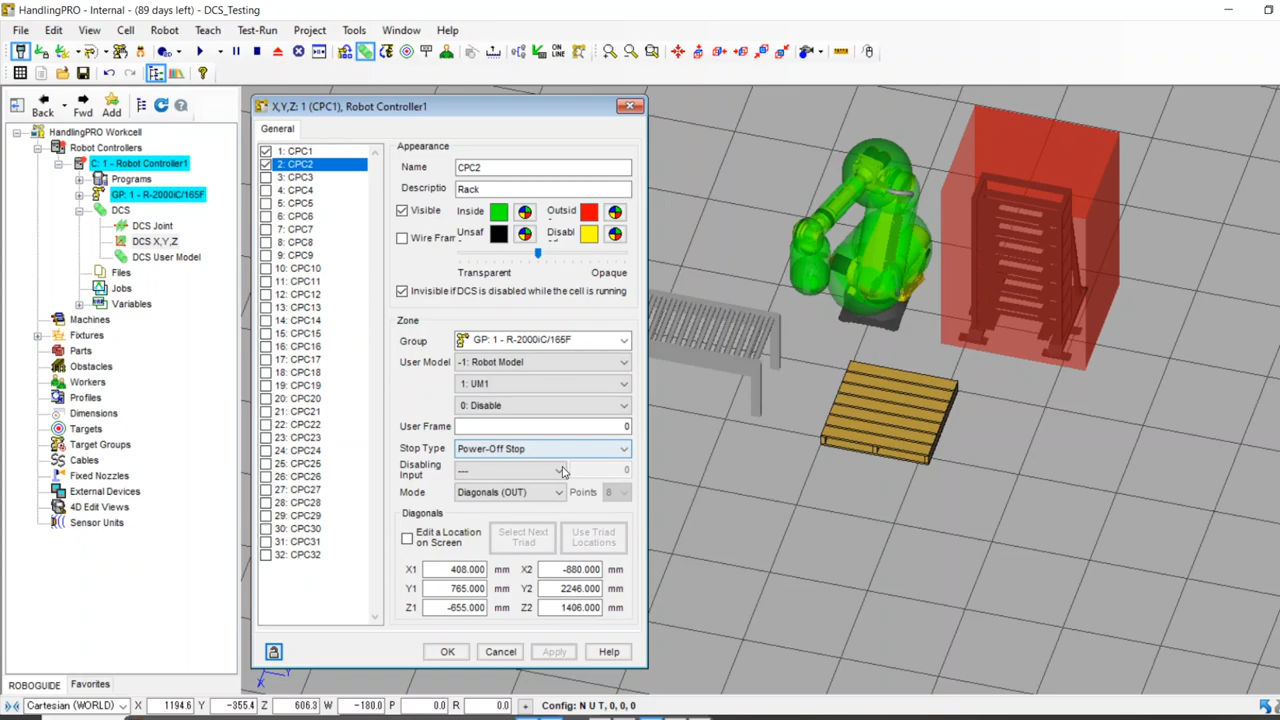 HandlingPRO - Internal - (89 days left) - DCS_Testing
File Edit View Cell Robot Teach Test-Run Project Tools Window Help
ON LINE
Back Fwd Add
HandlingPRO Workcell
Robot Controllers
C: 1 - Robot Controller1
Programs
GP: 1 - R-2000iC/165F
DCS
DCS Joint
DCS X,Y,Z
DCS User Model
Files
Jobs
Variables
Machines
Fixtures
Parts
Obstacles
Workers
Profiles
Dimensions
Targets
Target Groups
Cables
Fixed Nozzles
External Devices
4D Edit Views
Sensor Units
ROBOGUIDE Favorites
X,Y,Z: 1 (CPC1), Robot Controller1
General
1: CPC1
2: CPC2
3: CPC3
4: CPC4
5: CPC5
6: CPC6
7: CPC7
8: CPC8
9: CPC9
10: CPC10
11: CPC11
12: CPC12
13: CPC13
14: CPC14
15: CPC15
16: CPC16
17: CPC17
18: CPC18
19: CPC19
20: CPC20
21: CPC21
22: CPC22
23: CPC23
24: CPC24
25: CPC25
26: CPC26
27: CPC27
28: CPC28
29: CPC29
30: CPC30
31: CPC31
32: CPC32
Appearance
Name CPC2
Descriptio Rack
Visible Inside Outsid
Wire Fram Unsaf Disabl
Transparent Opaque
Invisible if DCS is disabled while the cell is running
Zone
Group GP: 1 - R-2000iC/165F
User Model -1: Robot Model
1: UM1
0: Disable
User Frame 0
Stop Type Power-Off Stop
Disabling Input ---- 0
Mode Diagonals (OUT) Points 8
Diagonals
Edit a Location on Screen Select Next Triad Use Triad Locations
X1 408.000 mm X2 -880.000 mm
Y1 765.000 mm Y2 2246.000 mm
Z1 -655.000 mm Z2 1406.000 mm
OK Cancel Apply Help
X Y
Cartesian (WORLD) X 1194.6 Y -355.4 Z 606.3 W -180.0 P 0.0 R 0.0 Config: N U T, 0, 0, 0